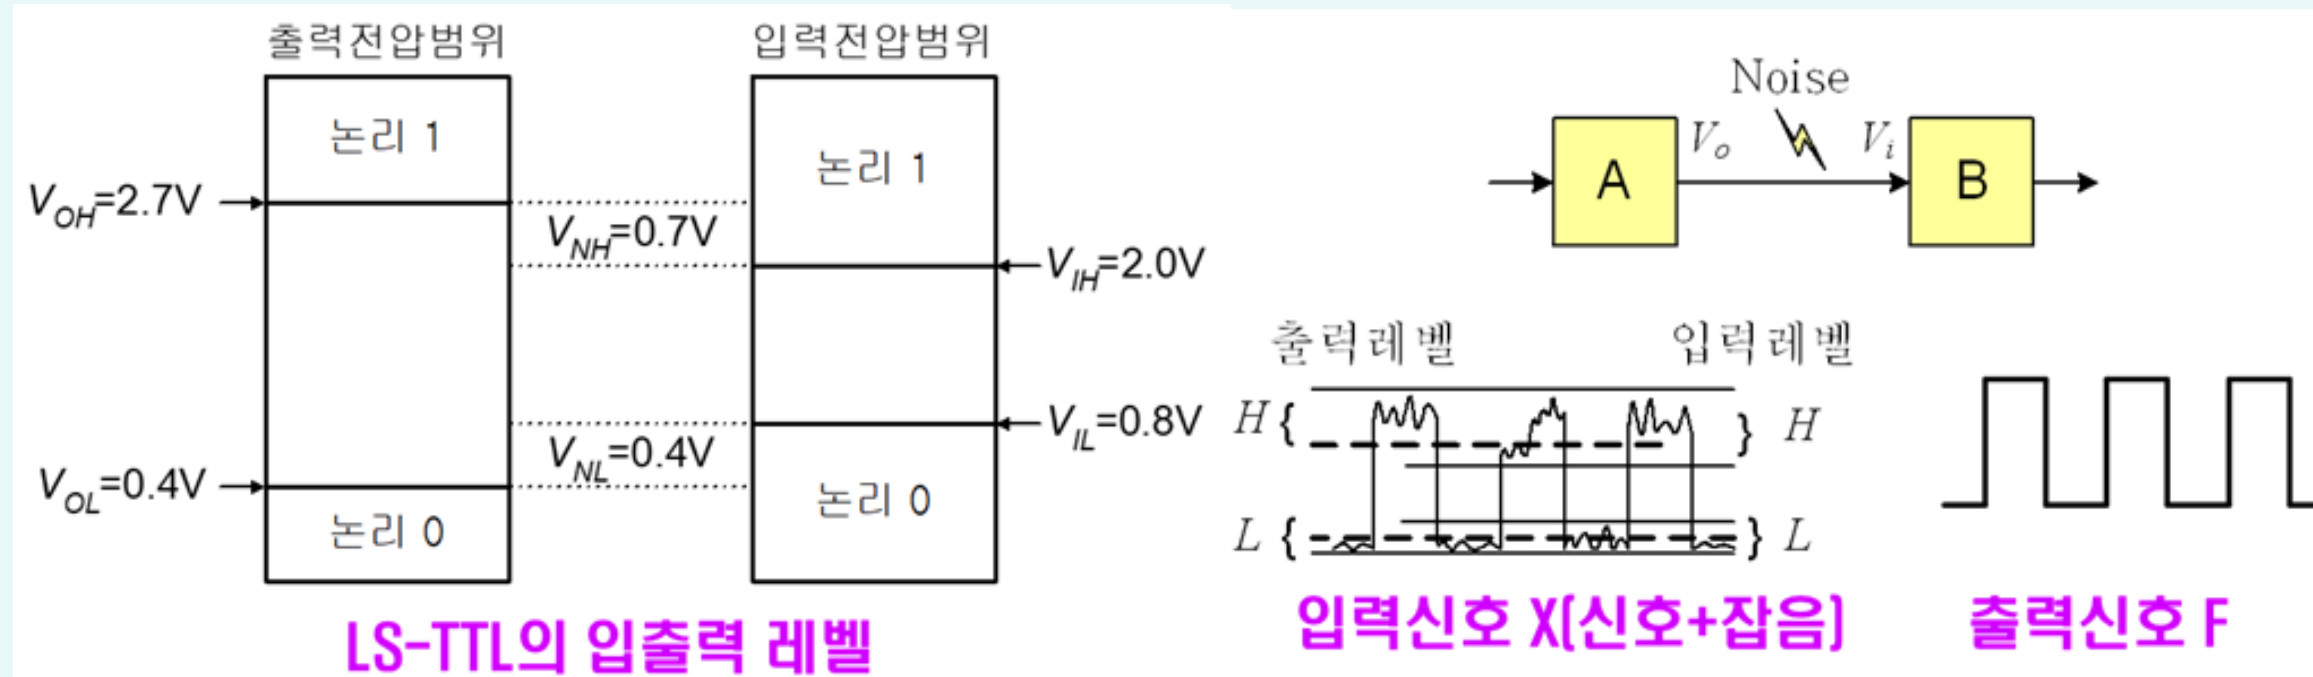 출력전압범위
입력전압범위
논리 1
논리 1
V_OH=2.7V
V_NH=0.7V
V_IH=2.0V
V_IL=0.8V
V_NL=0.4V
V_OL=0.4V
논리 0
논리 0
LS-TTL의 입출력 레벨
Noise
A
V_o
V_i
B
출력레벨
입력레벨
H {
} H
L {
} L
입력신호 X(신호+잡음)
출력신호 F